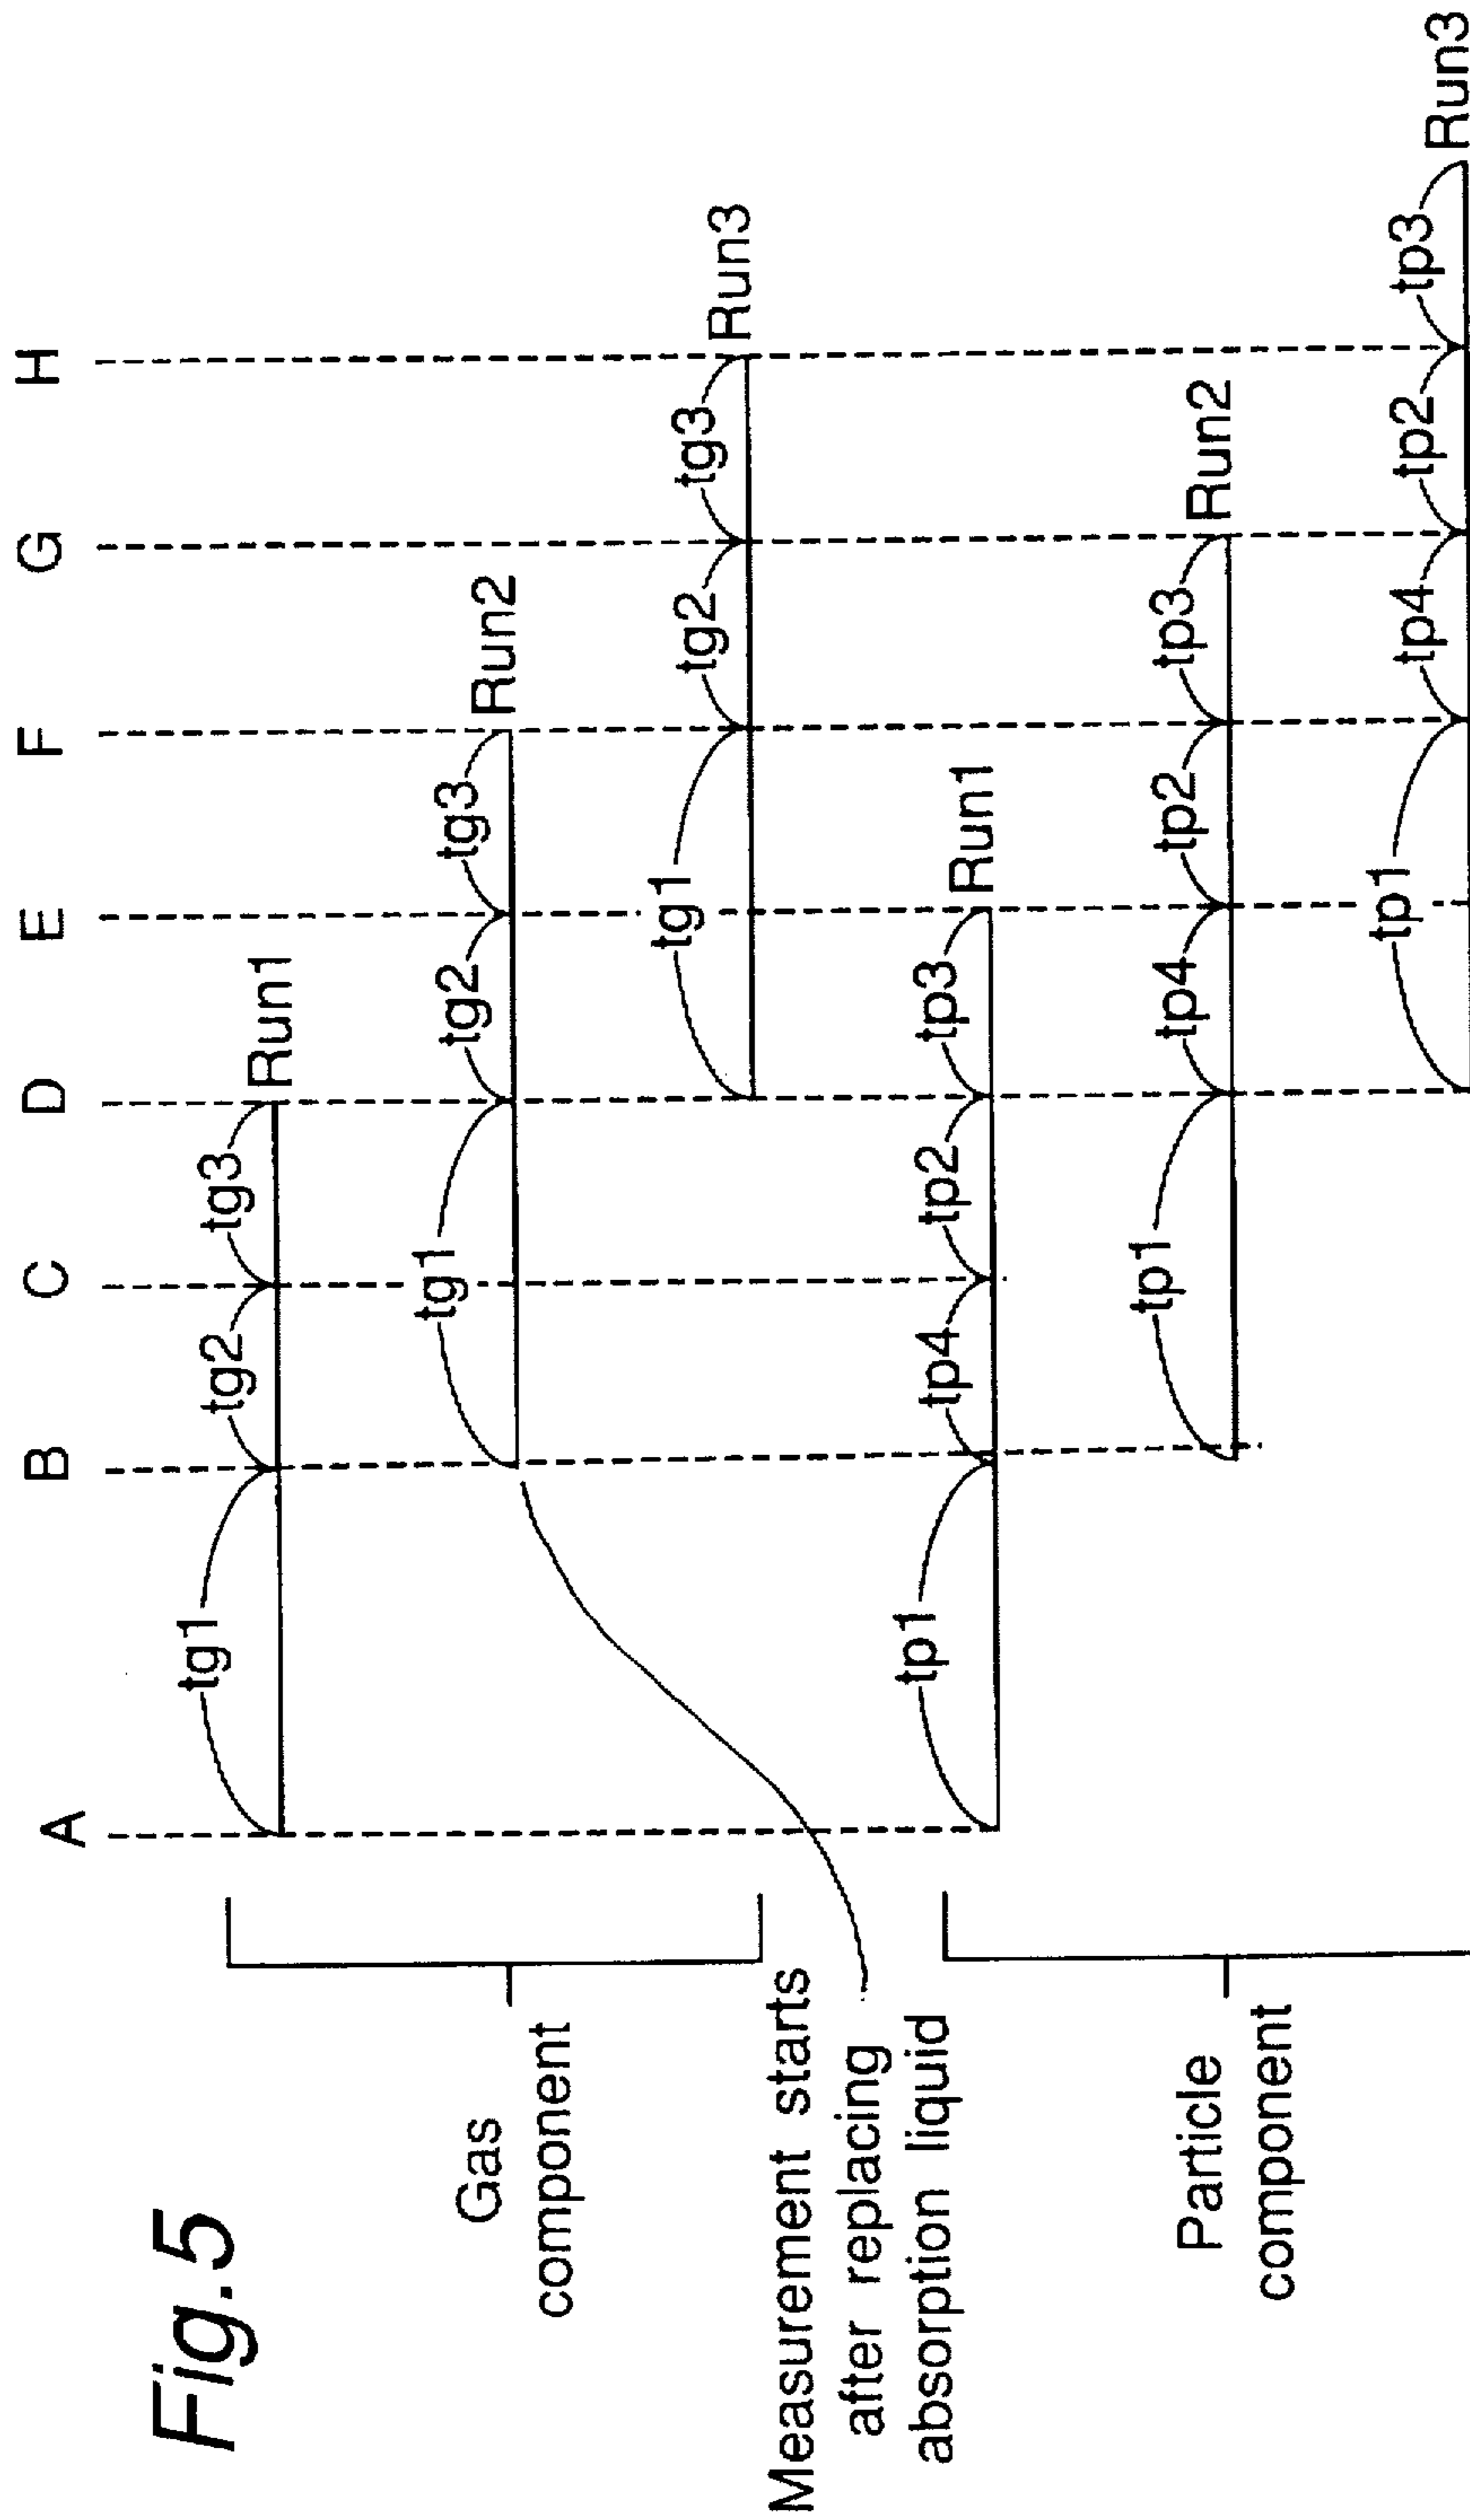 Fig.5
A B C D E F G H
Gas
component
tg1 tg2 tg3 Run1
tg1 tg2 tg3 Run2
tg1 tg2 tg3 Run3
Measurement starts
after replacing
absorption liquid
Particle
component
tp1 tp4 tp2 tp3 Run1
tp1 tp4 tp2 tp3 Run2
tp1 tp4 tp2 tp3 Run3